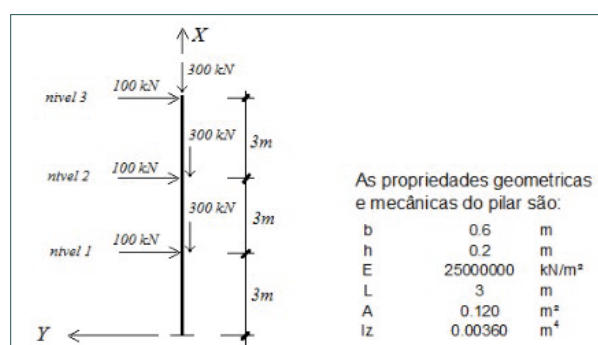 X
300 kN
100 kN
nivel 3
300 kN
3m
100 kN
nivel 2
300 kN
3m
100 kN
nivel 1
3m
Y
As propriedades geometricas
e mecânicas do pilar são:
b 0.6 m
h 0.2 m
E 25000000 kN/m²
L 3 m
A 0.120 m²
Iz 0.00360 m⁴